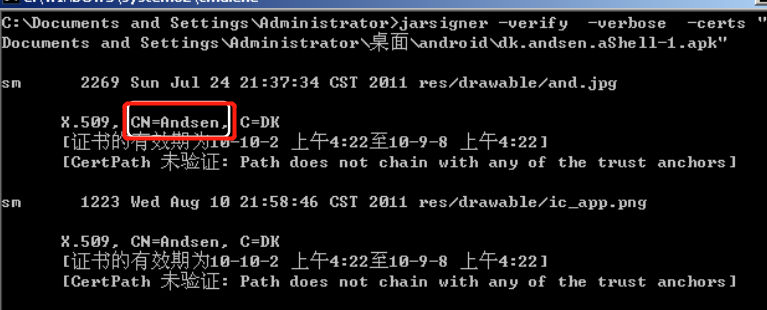 C:\Documents and Settings\Administrator>jarsigner -verify  -verbose  -certs "
Documents and Settings\Administrator\桌面\android\dk.andsen.aShell-1.apk"
sm       2269 Sun Jul 24 21:37:34 CST 2011 res/drawable/and.jpg
X.509, CN=Andsen, C=DK
[证书的有效期为10-10-2 上午4:22至10-9-8 上午4:22]
[CertPath 未验证: Path does not chain with any of the trust anchors]
sm       1223 Wed Aug 10 21:58:46 CST 2011 res/drawable/ic_app.png
X.509, CN=Andsen, C=DK
[证书的有效期为10-10-2 上午4:22至10-9-8 上午4:22]
[CertPath 未验证: Path does not chain with any of the trust anchors]